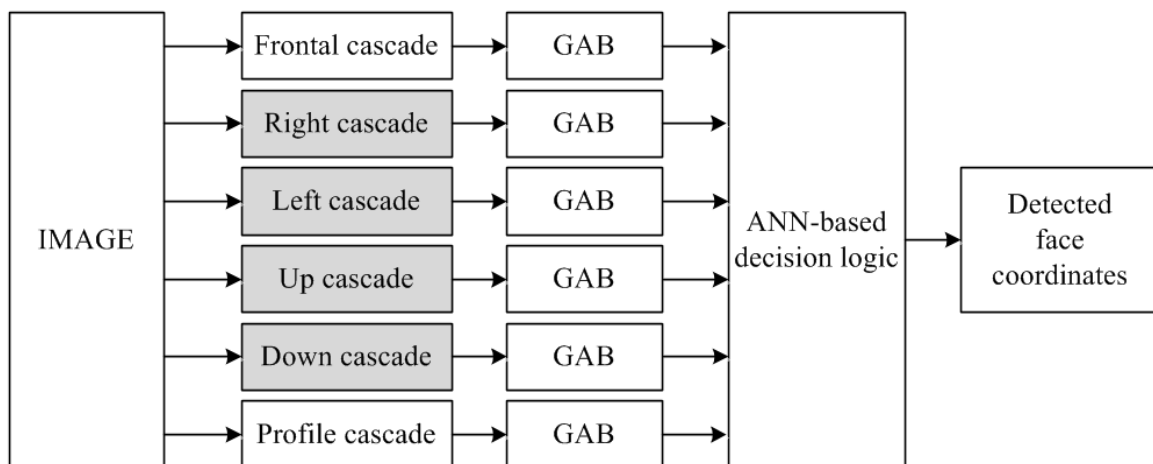 IMAGE
Frontal cascade
GAB
Right cascade
GAB
Left cascade
GAB
Up cascade
GAB
Down cascade
GAB
Profile cascade
GAB
ANN-based
decision logic
Detected
face
coordinates